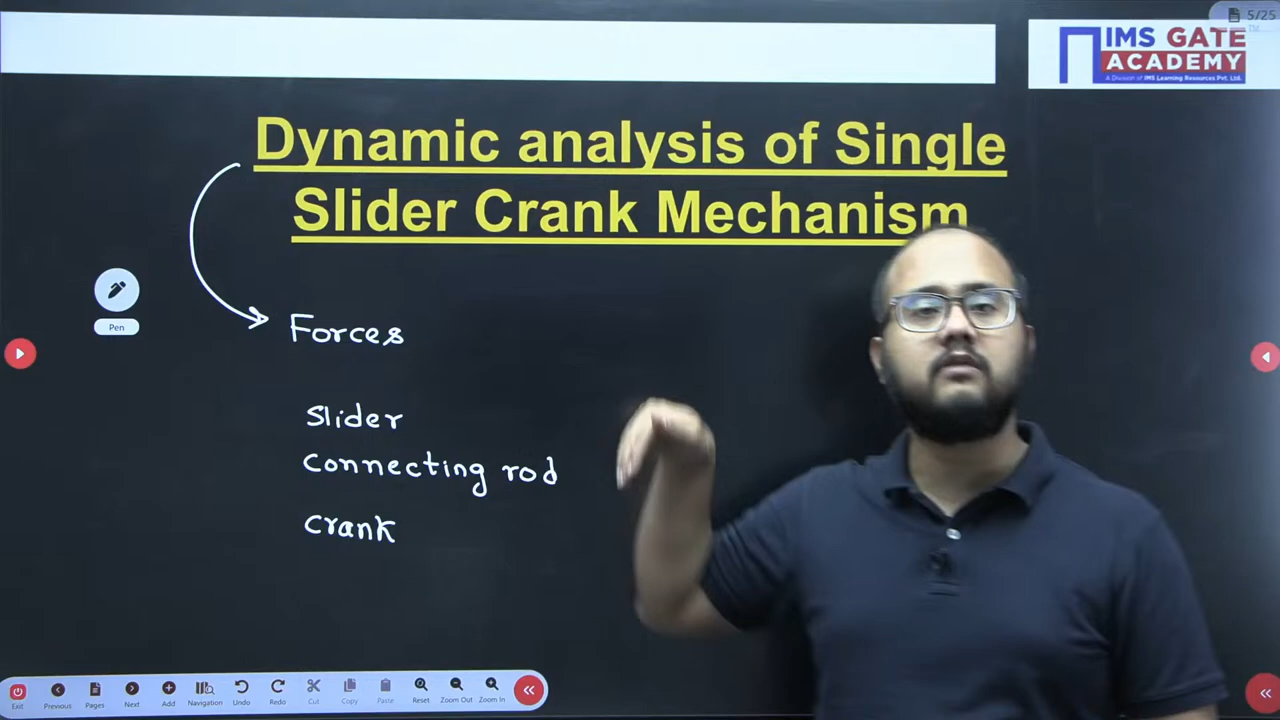 5/25
IMS GATE
ACADEMY
A Division of IMS Learning Resources Pvt. Ltd.
Dynamic analysis of Single
Slider Crank Mechanism
Pen
Forces
Slider
Connecting rod
Crank
Exit Previous Pages Next Add Navigation Undo Redo Cut Copy Paste Reset Zoom Out Zoom In